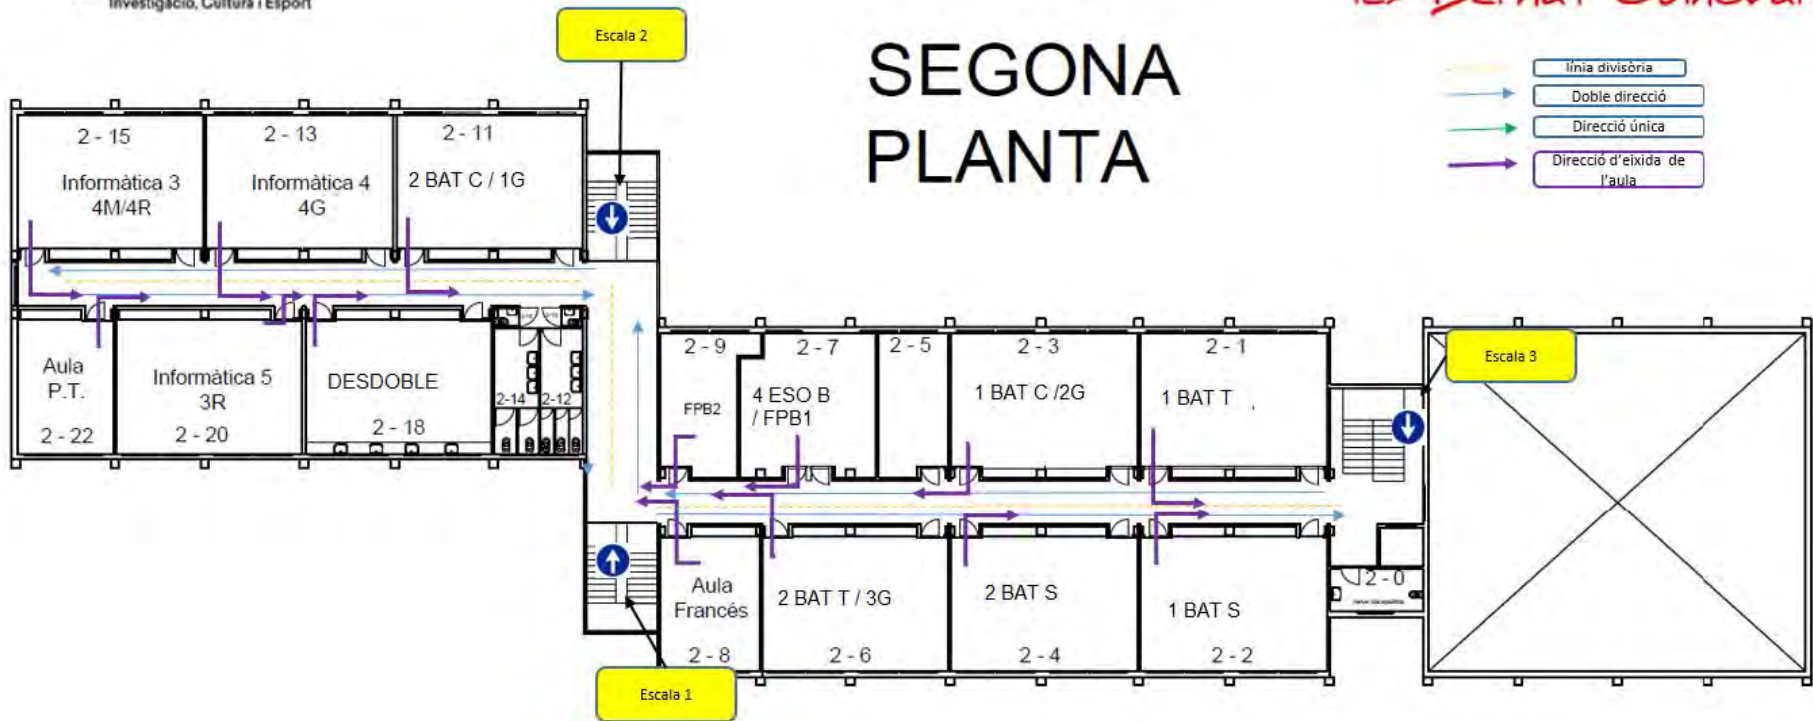 Investigació, Cultura i Esport
Escala 2
SEGONA
PLANTA
línia divisòria
Doble direcció
Direcció única
Direcció d'eixida de
l'aula
2 - 15
Informàtica 3
4M/4R
2 - 13
Informàtica 4
4G
2 - 11
2 BAT C / 1G
Aula
P.T.
2 - 22
Informàtica 5
3R
2 - 20
DESDOBLE
2 - 18
2-14
2-12
2 - 9
FPB2
2 - 7
4 ESO B
/ FPB1
2 - 5
2 - 3
1 BAT C /2G
2 - 1
1 BAT T
Escala 3
Aula
Francés
2 - 8
2 BAT T / 3G
2 - 6
2 BAT S
2 - 4
1 BAT S
2 - 2
2 - 0
Escala 1